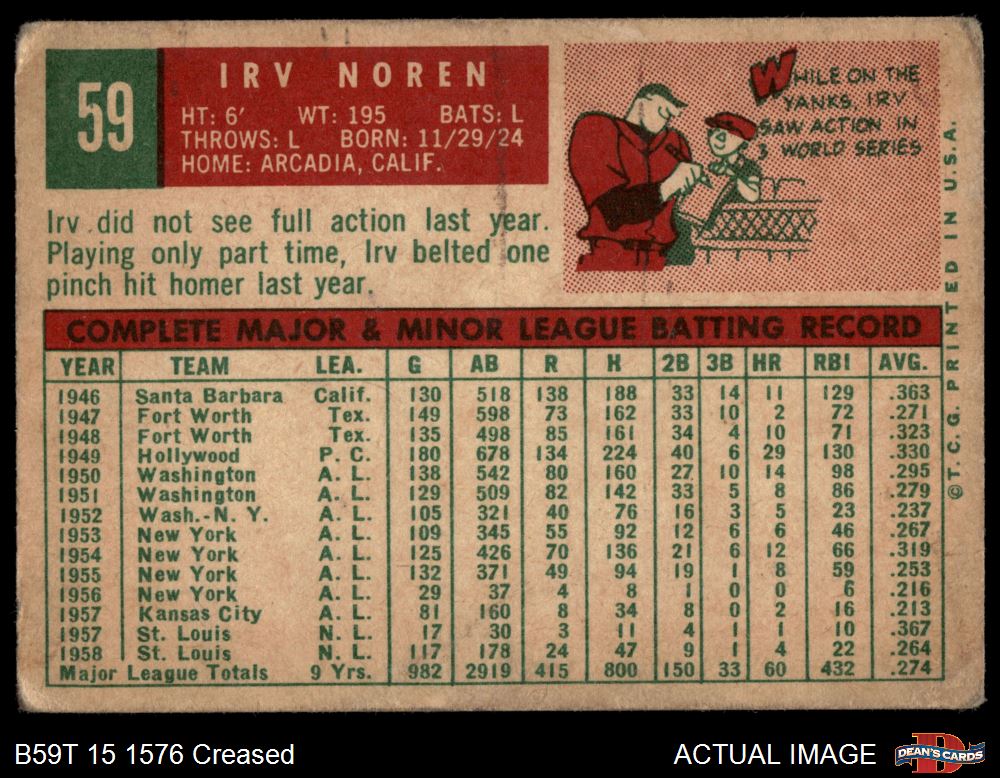 59
IRV NOREN
HT: 6' WT: 195 BATS: L
THROWS: L BORN: 11/29/24
HOME: ARCADIA, CALIF.
WHILE ON THE
YANKS, IRV
SAW ACTION IN
3 WORLD SERIES
Irv did not see full action last year.
Playing only part time, Irv belted one
pinch hit homer last year.
COMPLETE MAJOR & MINOR LEAGUE BATTING RECORD
YEAR TEAM LEA. G AB R H 2B 3B HR RBI AVG.
1946 Santa Barbara Calif. 130 518 138 188 33 14 11 129 .363
1947 Fort Worth Tex. 149 598 73 162 33 10 2 72 .271
1948 Fort Worth Tex. 135 498 85 161 34 4 10 71 .323
1949 Hollywood P. C. 180 678 134 224 40 6 29 130 .330
1950 Washington A. L. 138 542 80 160 27 10 14 98 .295
1951 Washington A. L. 129 509 82 142 33 5 8 86 .279
1952 Wash.-N. Y. A. L. 105 321 40 76 16 3 5 23 .237
1953 New York A. L. 109 345 55 92 12 6 6 46 .267
1954 New York A. L. 125 426 70 136 21 6 12 66 .319
1955 New York A. L. 132 371 49 94 19 1 8 59 .253
1956 New York A. L. 29 37 4 8 1 0 0 6 .216
1957 Kansas City A. L. 81 160 8 34 8 0 2 16 .213
1957 St. Louis N. L. 17 30 3 11 4 1 1 10 .367
1958 St. Louis N. L. 117 178 24 47 9 1 4 22 .264
Major League Totals 9 Yrs. 982 2919 415 800 150 33 60 432 .274
© T. C. G. PRINTED IN U.S.A.
B59T 15 1576 Creased
ACTUAL IMAGE
DEAN'S CARDS